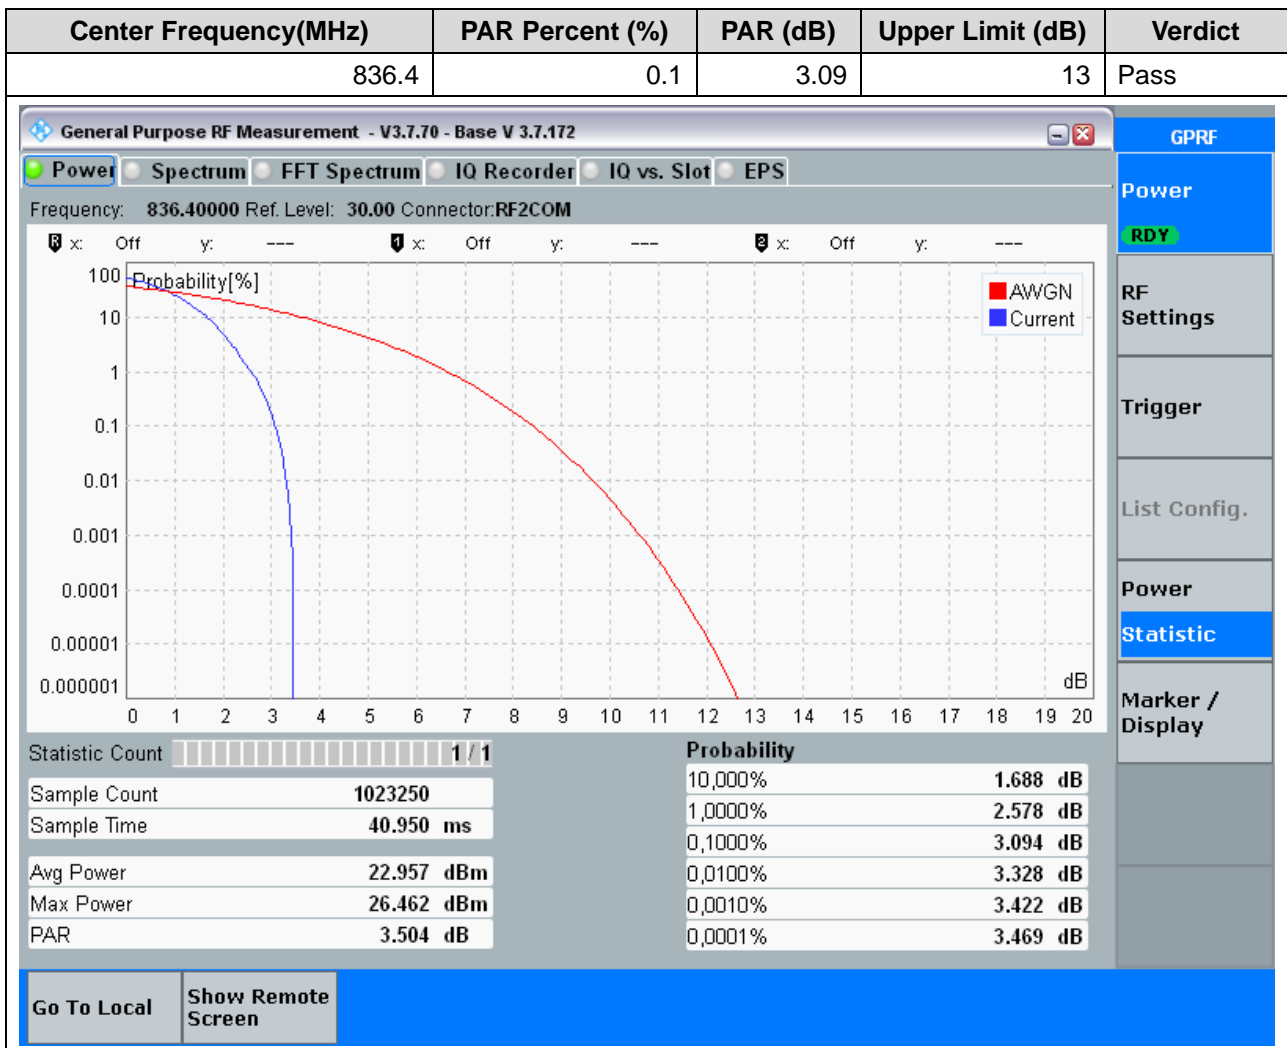 Center Frequency(MHz) PAR Percent (%) PAR (dB) Upper Limit (dB) Verdict
836.4 0.1 3.09 13 Pass
General Purpose RF Measurement - V3.7.70 - Base V 3.7.172
GPRF
Power Spectrum FFT Spectrum IQ Recorder IQ vs. Slot EPS
Power
RDY
Frequency: 836.40000 Ref. Level: 30.00 Connector:RF2COM
R x: Off y: --- 1 x: Off y: --- 2 x: Off y: ---
Probability[%]
AWGN
Current
100
10
1
0.1
0.01
0.001
0.0001
0.00001
0.000001
dB
0 1 2 3 4 5 6 7 8 9 10 11 12 13 14 15 16 17 18 19 20
RF
Settings
Trigger
List Config.
Power
Statistic
Marker /
Display
Statistic Count 1 / 1
Sample Count 1023250
Sample Time 40.950 ms
Avg Power 22.957 dBm
Max Power 26.462 dBm
PAR 3.504 dB
Probability
10,000% 1.688 dB
1,0000% 2.578 dB
0,1000% 3.094 dB
0,0100% 3.328 dB
0,0010% 3.422 dB
0,0001% 3.469 dB
Go To Local
Show Remote
Screen